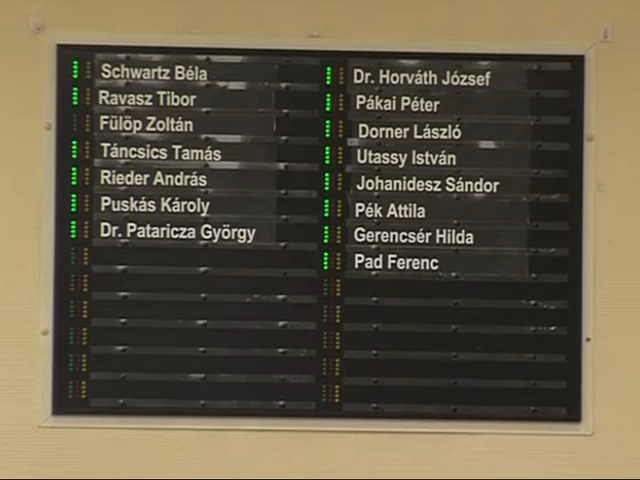 Schwartz Béla
Ravasz Tibor
Fülöp Zoltán
Táncsics Tamás
Rieder András
Puskás Károly
Dr. Pataricza György
Dr. Horváth József
Pákai Péter
Dorner László
Utassy István
Johanidesz Sándor
Pék Attila
Gerencsér Hilda
Pad Ferenc